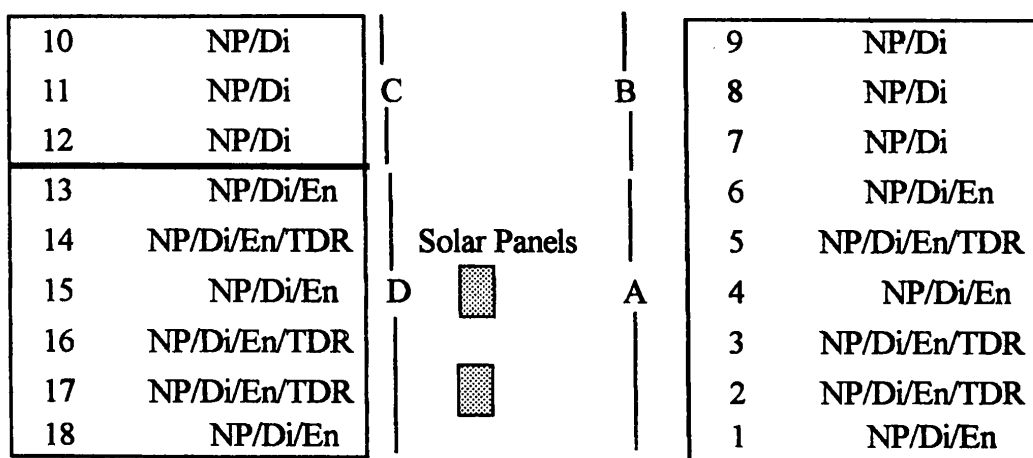 10 NP/Di 9 NP/Di
11 NP/Di C B 8 NP/Di
12 NP/Di 7 NP/Di
13 NP/Di/En 6 NP/Di/En
14 NP/Di/En/TDR Solar Panels 5 NP/Di/En/TDR
15 NP/Di/En D A 4 NP/Di/En
16 NP/Di/En/TDR 3 NP/Di/En/TDR
17 NP/Di/En/TDR 2 NP/Di/En/TDR
18 NP/Di/En 1 NP/Di/En